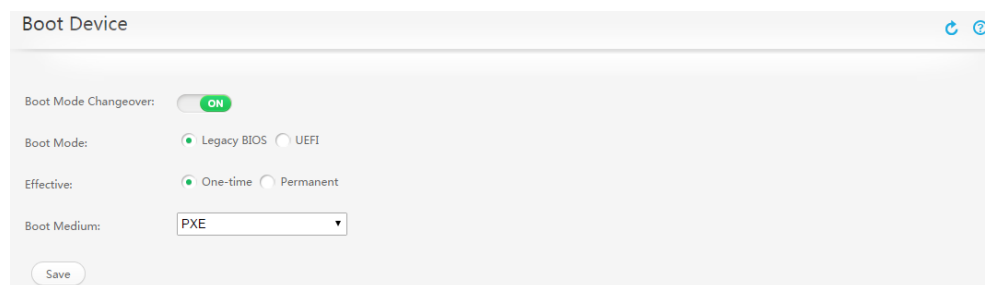 Boot Device
Boot Mode Changeover: ON
Boot Mode: Legacy BIOS UEFI
Effective: One-time Permanent
Boot Medium: PXE
Save